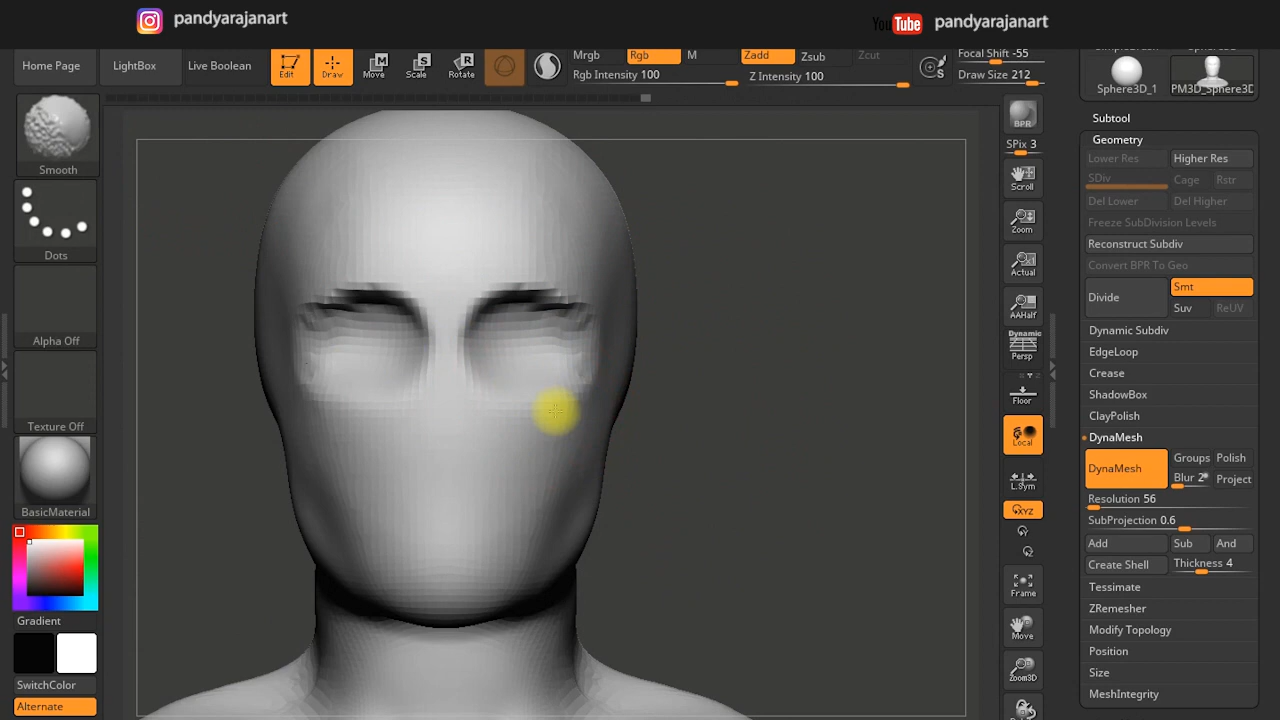 pandyarajanart
YouTube pandyarajanart
Home Page
LightBox
Live Boolean
Edit
Draw
Move
Scale
Rotate
Mrgb
Rgb
M
Rgb Intensity 100
Zadd
Zsub
Zcut
Z Intensity 100
S
Focal Shift -55
Draw Size 212
Smooth
Dots
Alpha Off
Texture Off
BasicMaterial
Gradient
SwitchColor
Alternate
BPR
SPix 3
Scroll
Zoom
Actual
AAHalf
Dynamic
Persp
Floor
Local
L.Sym
XYZ
Y
Z
Frame
Move
Zoom3D
Sphere3D_1
PM3D_Sphere3D
Subtool
Geometry
Lower Res
Higher Res
SDiv
Cage
Rstr
Del Lower
Del Higher
Freeze SubDivision Levels
Reconstruct Subdiv
Convert BPR To Geo
Divide
Smt
Suv
ReUV
Dynamic Subdiv
EdgeLoop
Crease
ShadowBox
ClayPolish
DynaMesh
DynaMesh
Groups
Polish
Blur 2
Project
Resolution 56
SubProjection 0.6
Add
Sub
And
Create Shell
Thickness 4
Tessimate
ZRemesher
Modify Topology
Position
Size
MeshIntegrity